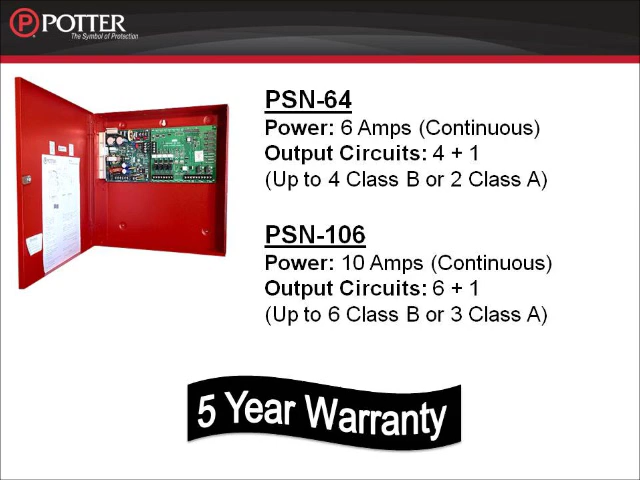 POTTER
The Symbol of Protection
PSN-64
Power: 6 Amps (Continuous)
Output Circuits: 4 + 1
(Up to 4 Class B or 2 Class A)
PSN-106
Power: 10 Amps (Continuous)
Output Circuits: 6 + 1
(Up to 6 Class B or 3 Class A)
5 Year Warranty